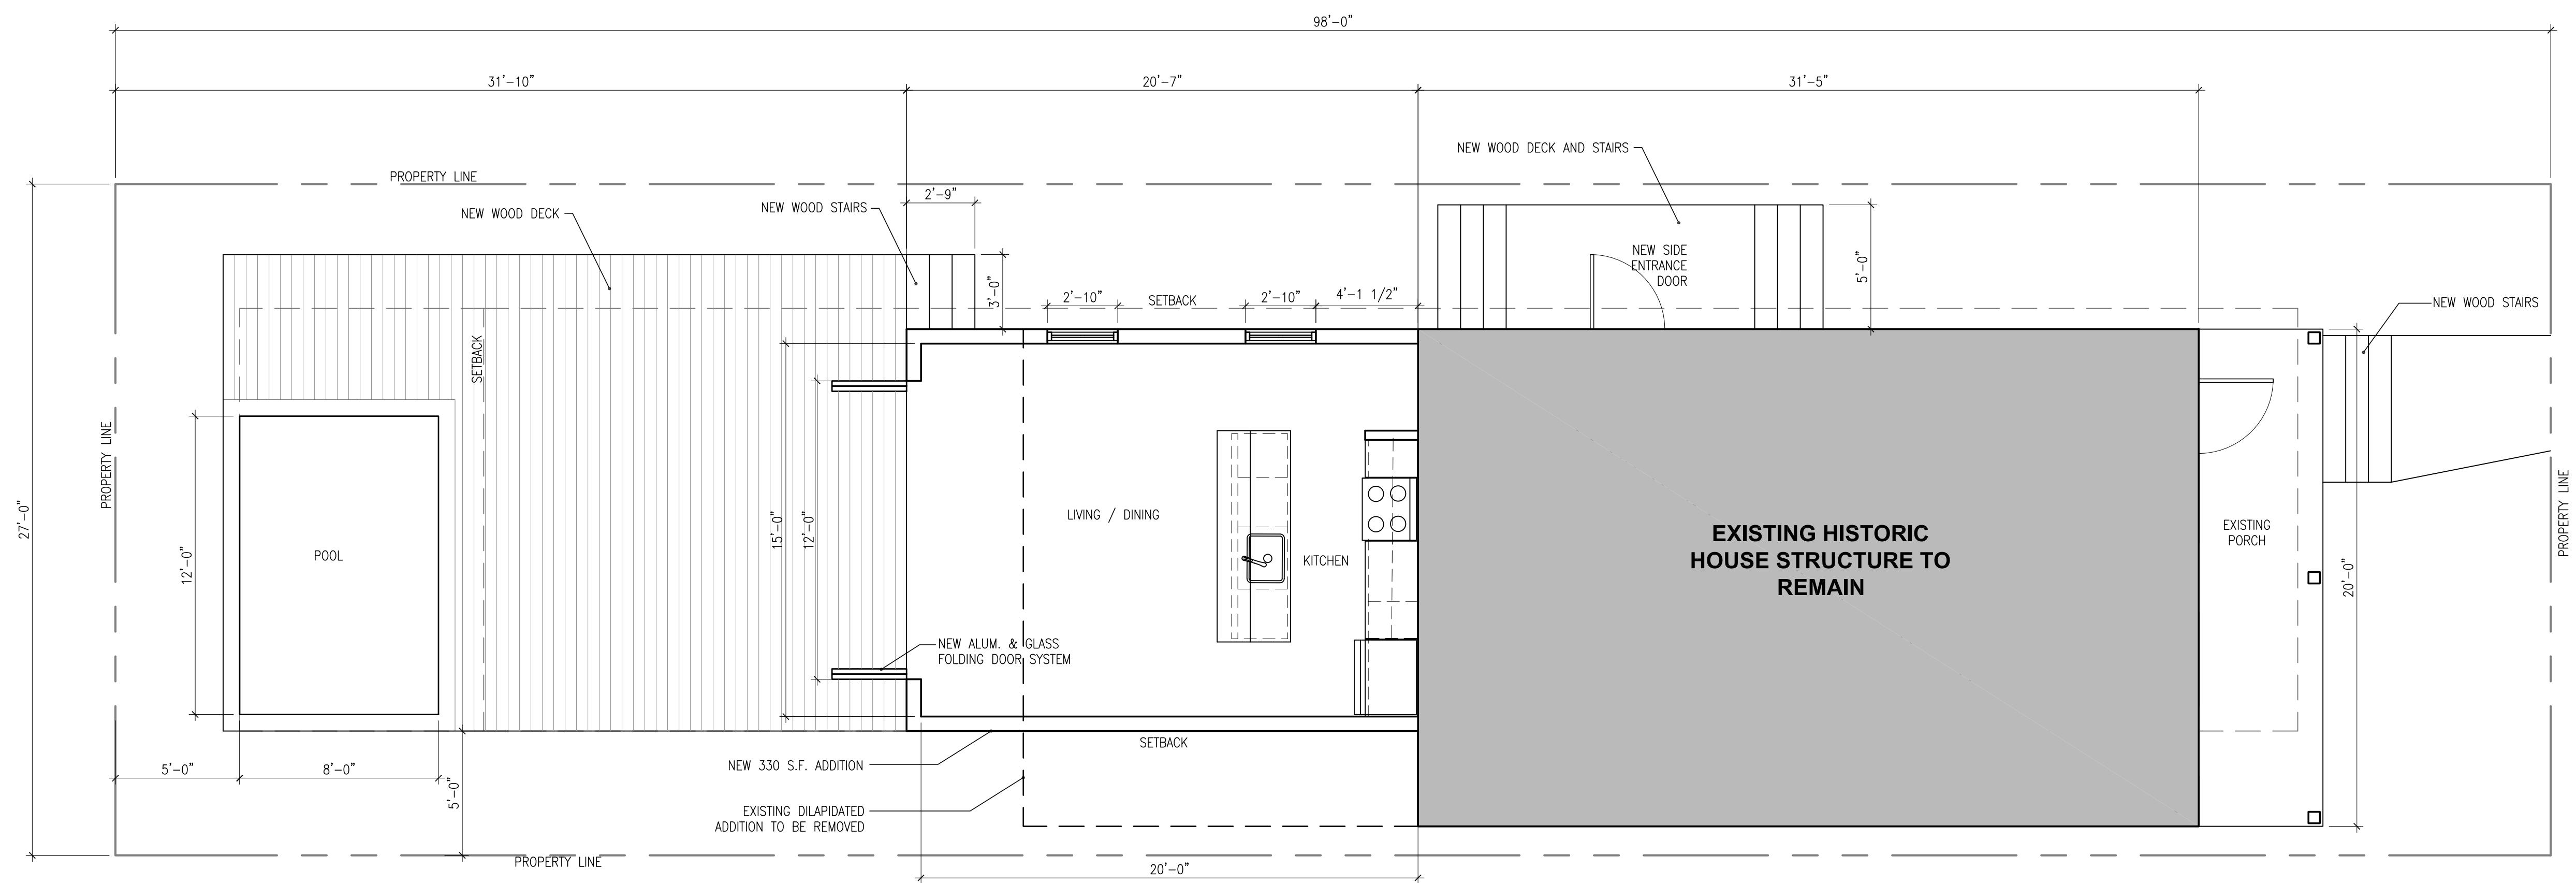 98'-0"
31'-10"
20'-7"
31'-5"
NEW WOOD DECK AND STAIRS
PROPERTY LINE
2'-9"
NEW WOOD DECK
NEW WOOD STAIRS
NEW SIDE
ENTRANCE
DOOR
5'-0"
3'-0"
2'-10"
SETBACK
2'-10"
4'-1 1/2"
NEW WOOD STAIRS
SETBACK
PROPERTY LINE
27'-0"
12'-0"
POOL
15'-0"
12'-0"
LIVING / DINING
KITCHEN
EXISTING HISTORIC
HOUSE STRUCTURE TO
REMAIN
EXISTING
PORCH
20'-0"
PROPERTY LINE
NEW ALUM. & GLASS
FOLDING DOOR SYSTEM
SETBACK
5'-0"
8'-0"
5'-0"
NEW 330 S.F. ADDITION
EXISTING DILAPIDATED
ADDITION TO BE REMOVED
PROPERTY LINE
20'-0"